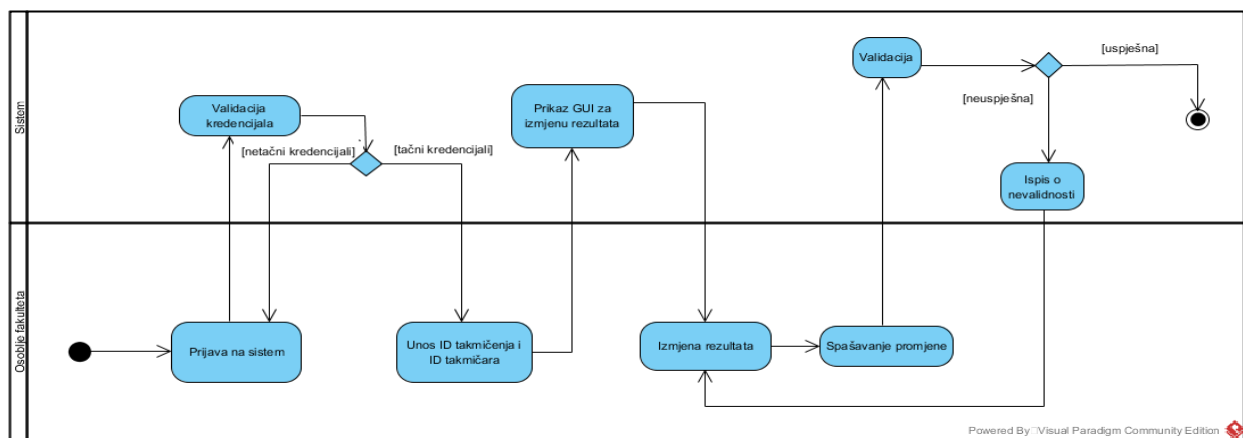 Sistem
Validacija
kredencijala
[netačni kredencijali]
[tačni kredencijali]
Prikaz GUI za
izmjenu rezultata
Validacija
[uspješna]
[neuspješna]
Ispis o
nevalidnosti
Osoblje fakulteta
Prijava na sistem
Unos ID takmičenja i
ID takmičara
Izmjena rezultata
Spašavanje promjene
Powered By Visual Paradigm Community Edition